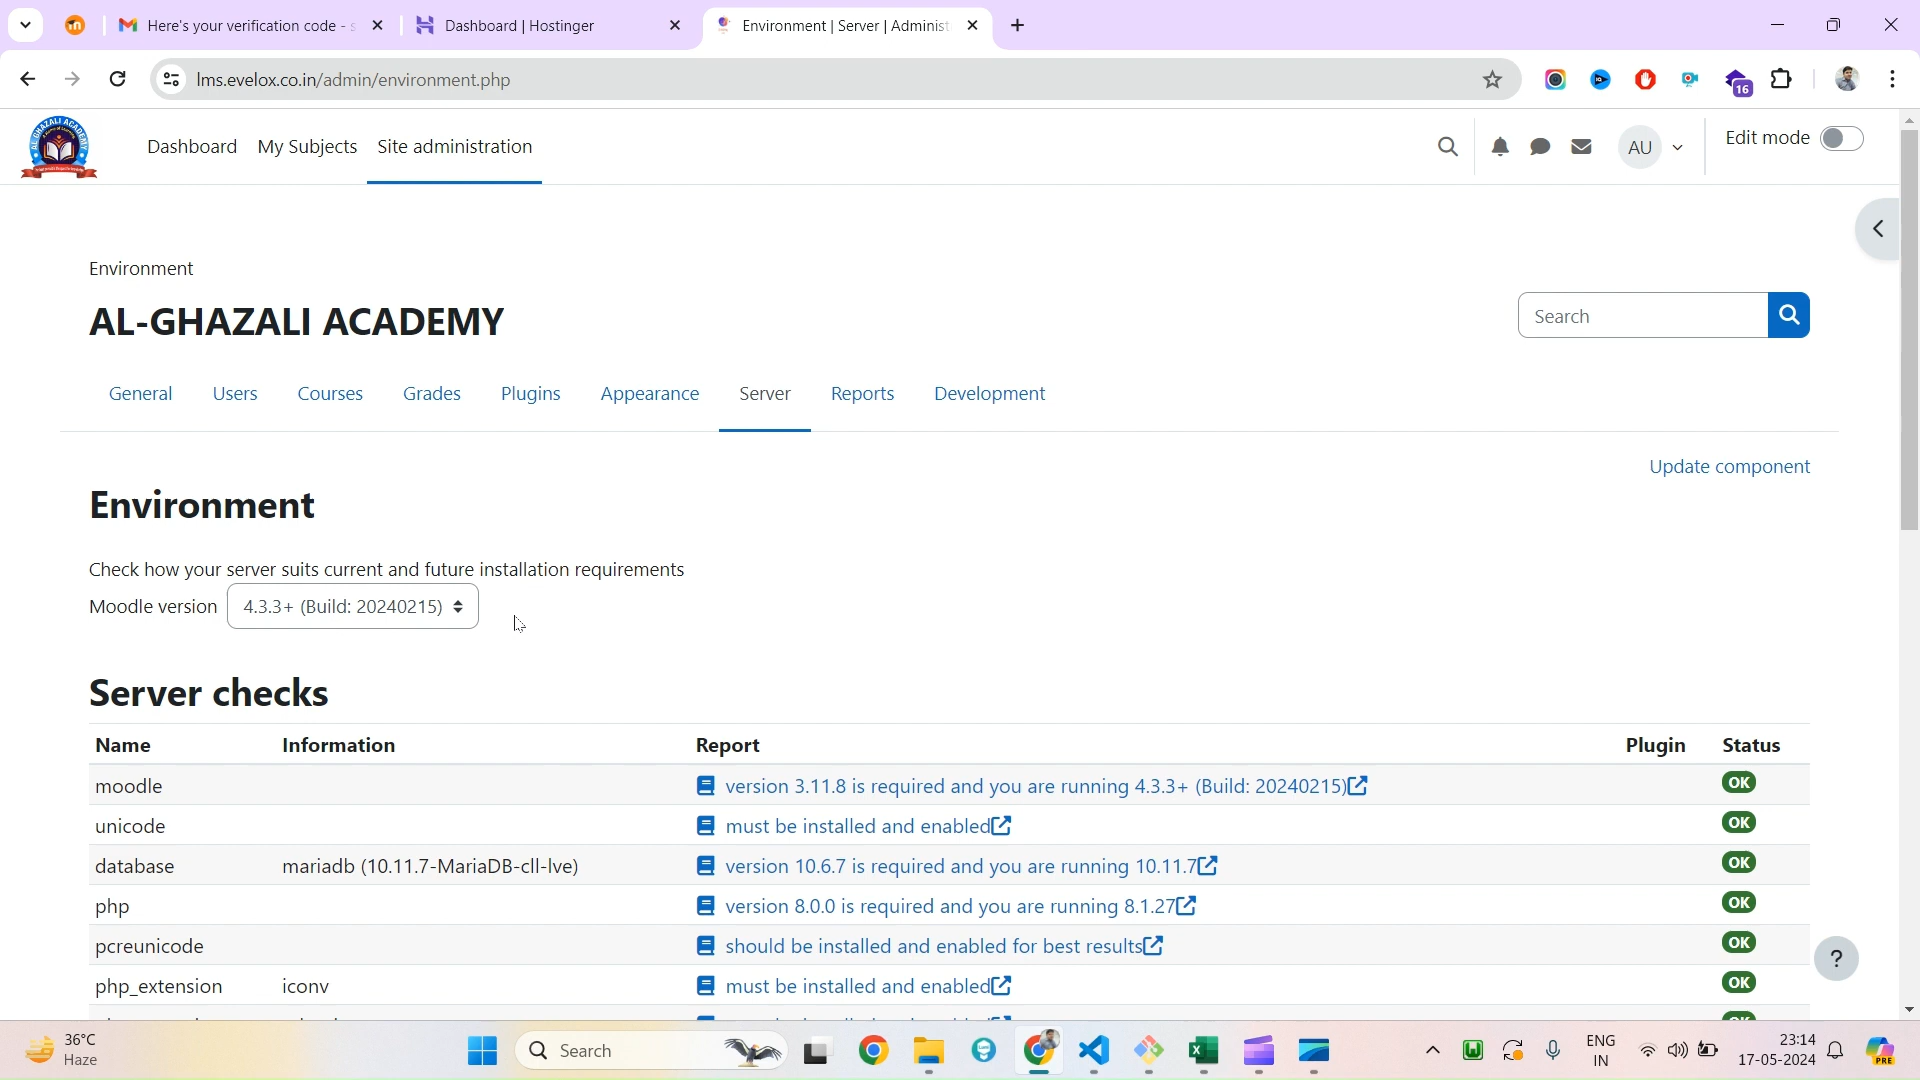 Here's your verification code - s
Dashboard | Hostinger
Environment | Server | Administ
lms.evelox.co.in/admin/environment.php
16
AL GHAZALI ACADEMY
Dashboard
My Subjects
Site administration
AU
Edit mode
Environment
AL-GHAZALI ACADEMY
Search
General
Users
Courses
Grades
Plugins
Appearance
Server
Reports
Development
Update component
Environment
Check how your server suits current and future installation requirements
Moodle version 4.3.3+ (Build: 20240215)
Server checks
Name Information Report Plugin Status
moodle version 3.11.8 is required and you are running 4.3.3+ (Build: 20240215) OK
unicode must be installed and enabled OK
database mariadb (10.11.7-MariaDB-cll-lve) version 10.6.7 is required and you are running 10.11.7 OK
php version 8.0.0 is required and you are running 8.1.27 OK
pcreunicode should be installed and enabled for best results OK
?
php_extension iconv must be installed and enabled OK
36°C
Haze
Search
ENG
IN
23:14
17-05-2024
PRE